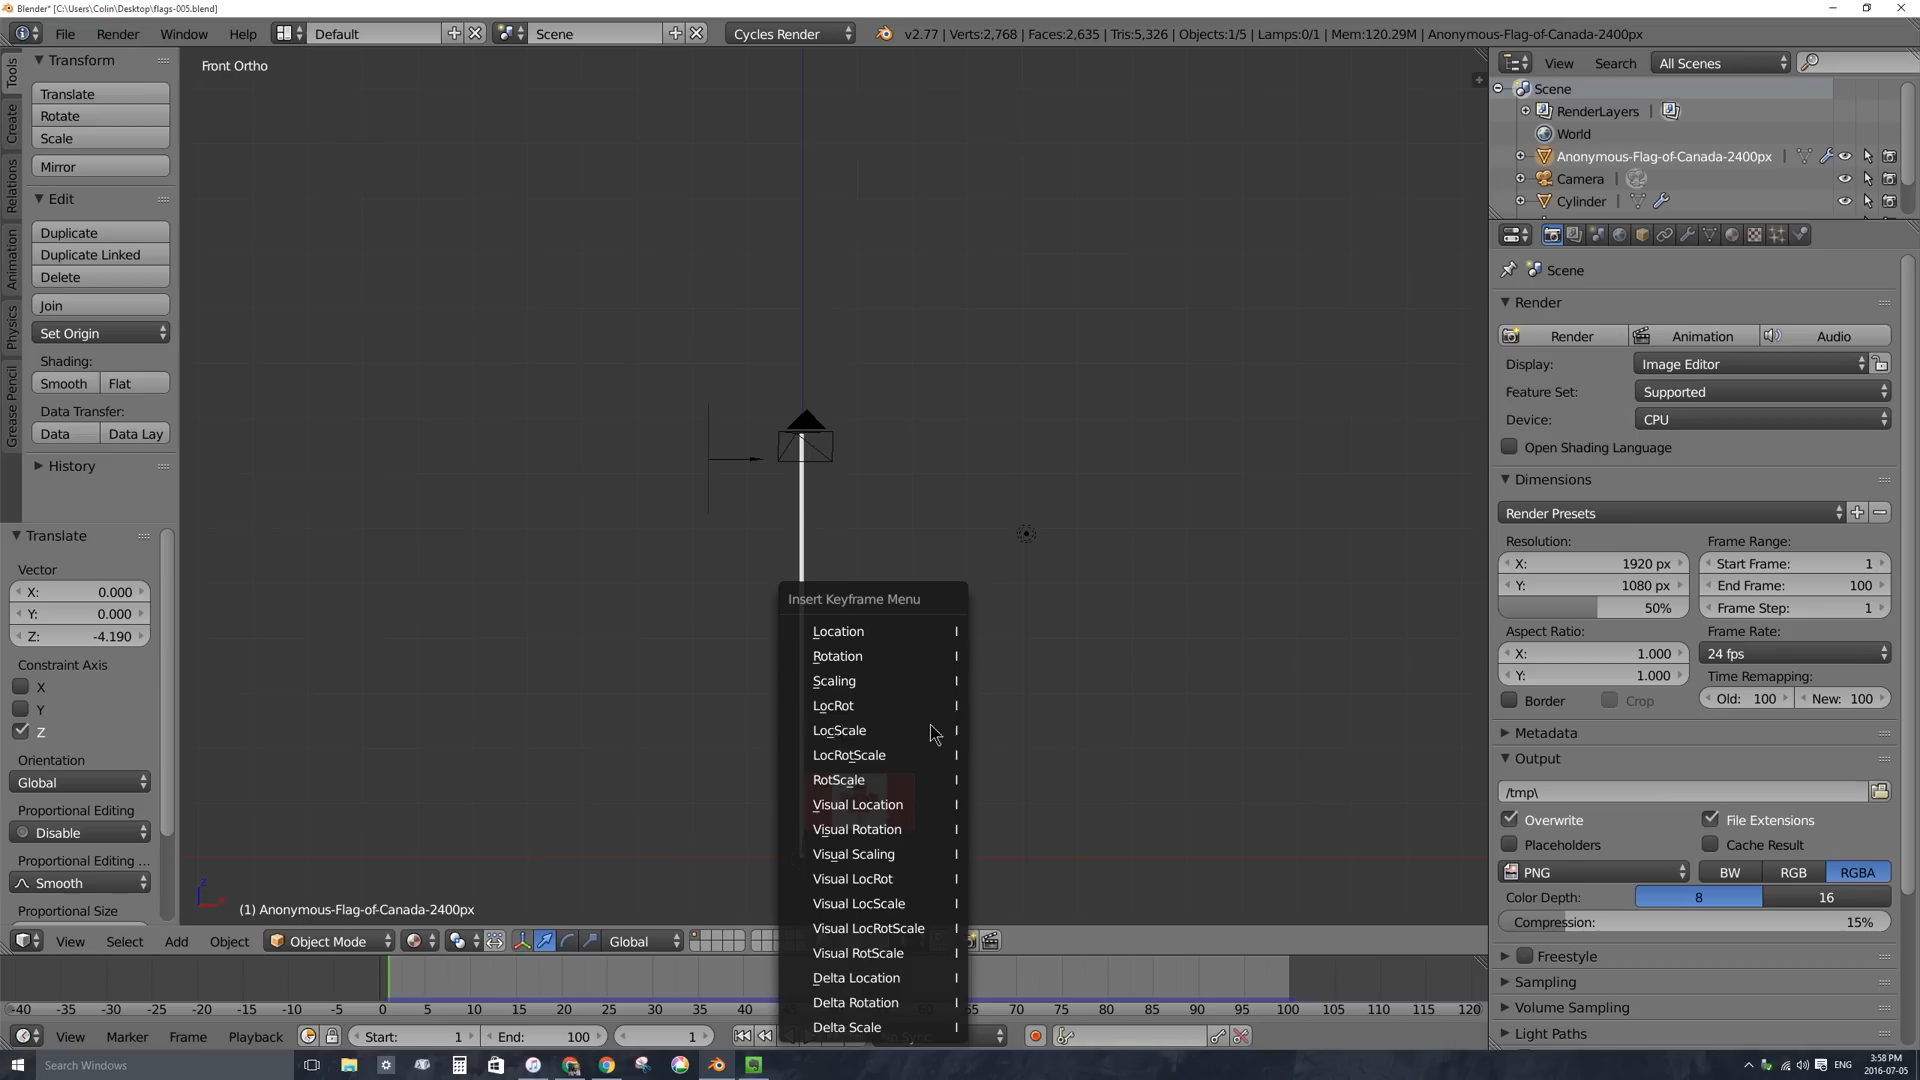 Blender* [C:\Users\Colin\Desktop\flags-005.blend]
File Render Window Help Default Scene Cycles Render v2.77 | Verts:2,768 | Faces:2,635 | Tris:5,326 | Objects:1/5 | Lamps:0/1 | Mem:120.29M | Anonymous-Flag-of-Canada-2400px
Tools
Create
Relations
Animation
Physics
Grease Pencil
Transform
Translate
Rotate
Scale
Mirror
Edit
Duplicate
Duplicate Linked
Delete
Join
Set Origin
Shading:
Smooth Flat
Data Transfer:
Data Data Lay
History
Translate
Vector
X: 0.000
Y: 0.000
Z: -4.190
Constraint Axis
X
Y
Z
Orientation
Global
Proportional Editing
Disable
Proportional Editing ...
Smooth
Proportional Size
Front Ortho
Insert Keyframe Menu
Location I
Rotation I
Scaling I
LocRot I
LocScale I
LocRotScale I
RotScale I
Visual Location I
Visual Rotation I
Visual Scaling I
Visual LocRot I
Visual LocScale I
Visual LocRotScale I
Visual RotScale I
Delta Location I
Delta Rotation I
Delta Scale I
z
(1) Anonymous-Flag-of-Canada-2400px
View Select Add Object Object Mode Global
-40 -35 -30 -25 -20 -15 -10 -5 0 5 10 15 20 25 30 35 40 65 70 75 80 85 90 95 100 105 110 115 120
View Marker Frame Playback Start: 1 End: 100 1 No Sync
View Search All Scenes
Scene
RenderLayers
World
Anonymous-Flag-of-Canada-2400px
Camera
Cylinder
Scene
Render
Render Animation Audio
Display: Image Editor
Feature Set: Supported
Device: CPU
Open Shading Language
Dimensions
Render Presets
Resolution: Frame Range:
X: 1920 px Start Frame: 1
Y: 1080 px End Frame: 100
50% Frame Step: 1
Aspect Ratio: Frame Rate:
X: 1.000 24 fps
Y: 1.000 Time Remapping:
Border Crop Old: 100 New: 100
Metadata
Output
/tmp\
Overwrite File Extensions
Placeholders Cache Result
PNG BW RGB RGBA
Color Depth: 8 16
Compression: 15%
Freestyle
Sampling
Volume Sampling
Light Paths
Search Windows
ENG
3:58 PM
2016-07-05